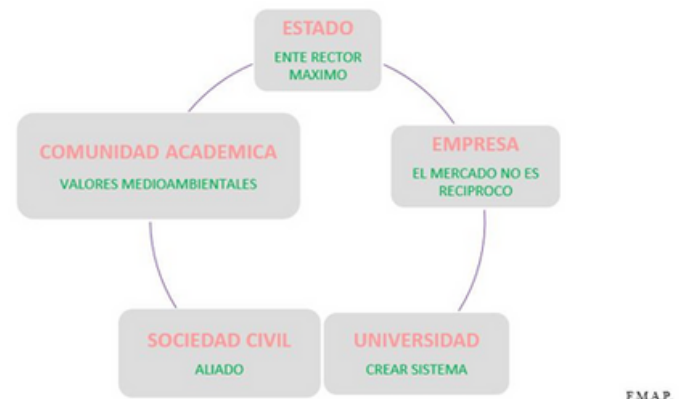 ESTADO
ENTE RECTOR
MAXIMO
COMUNIDAD ACADEMICA
VALORES MEDIOAMBIENTALES
EMPRESA
EL MERCADO NO ES
RECIPROCO
SOCIEDAD CIVIL
ALIADO
UNIVERSIDAD
CREAR SISTEMA